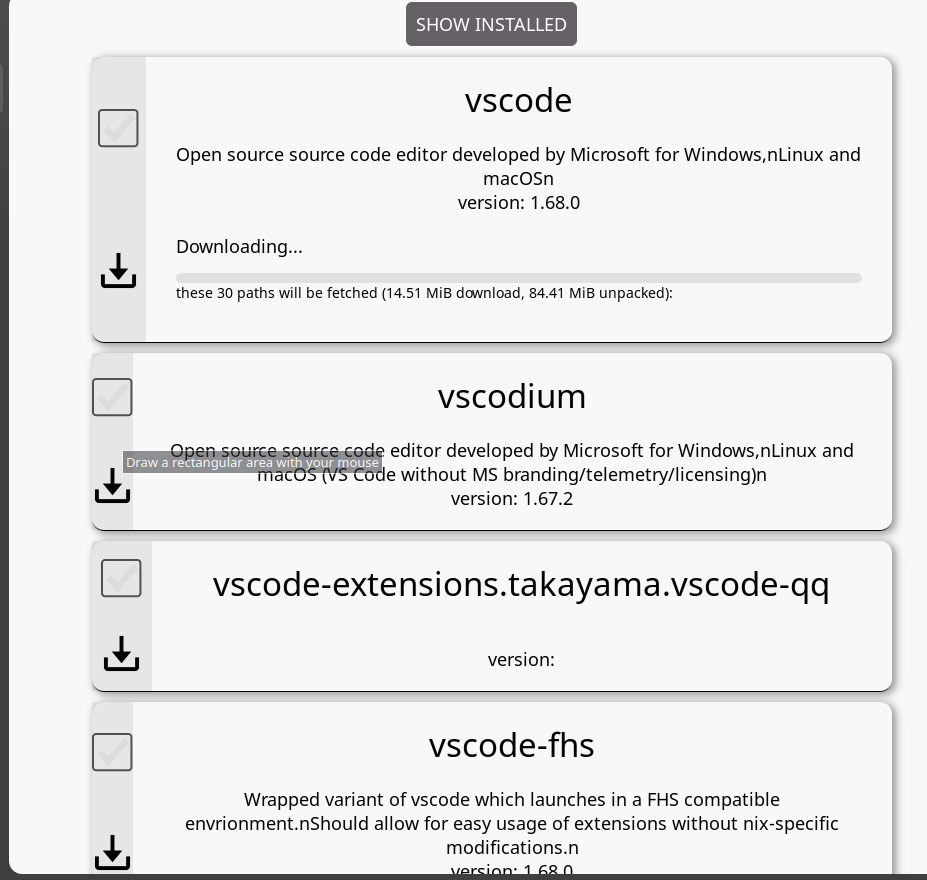 SHOW INSTALLED
vscode
Open source source code editor developed by Microsoft for Windows,nLinux and
macOSn
version: 1.68.0
Downloading...
these 30 paths will be fetched (14.51 MiB download, 84.41 MiB unpacked):
vscodium
Open source source code editor developed by Microsoft for Windows,nLinux and
Draw a rectangular area with your mouse
macOS (VS Code without MS branding/telemetry/licensing)n
version: 1.67.2
vscode-extensions.takayama.vscode-qq
version:
vscode-fhs
Wrapped variant of vscode which launches in a FHS compatible
envrionment.nShould allow for easy usage of extensions without nix-specific
modifications.n
version: 1.68.0